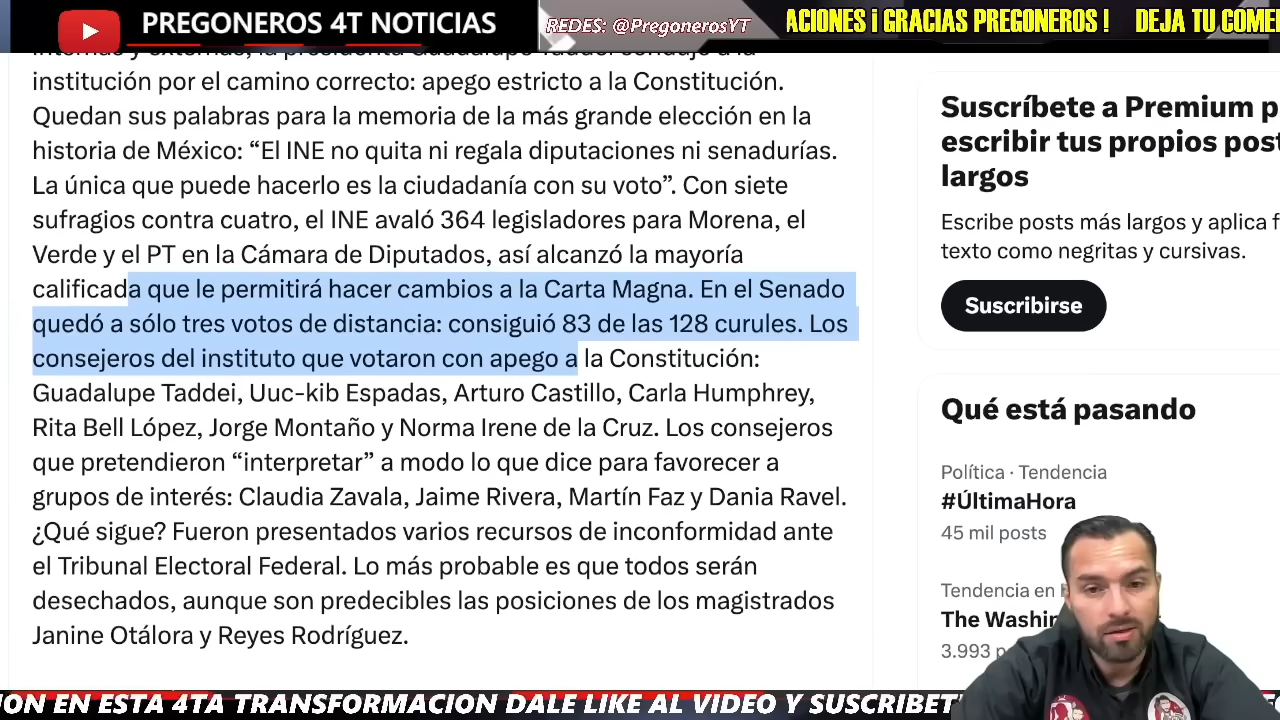 PREGONEROS 4T NOTICIAS
REDES: @PregonerosYT
ACIONES ¡ GRACIAS PREGONEROS ! DEJA TU COME
institución por el camino correcto: apego estricto a la Constitución.
Quedan sus palabras para la memoria de la más grande elección en la
historia de México: “El INE no quita ni regala diputaciones ni senadurías.
La única que puede hacerlo es la ciudadanía con su voto”. Con siete
sufragios contra cuatro, el INE avaló 364 legisladores para Morena, el
Verde y el PT en la Cámara de Diputados, así alcanzó la mayoría
calificada que le permitirá hacer cambios a la Carta Magna. En el Senado
quedó a sólo tres votos de distancia: consiguió 83 de las 128 curules. Los
consejeros del instituto que votaron con apego a la Constitución:
Guadalupe Taddei, Uuc-kib Espadas, Arturo Castillo, Carla Humphrey,
Rita Bell López, Jorge Montaño y Norma Irene de la Cruz. Los consejeros
que pretendieron “interpretar” a modo lo que dice para favorecer a
grupos de interés: Claudia Zavala, Jaime Rivera, Martín Faz y Dania Ravel.
¿Qué sigue? Fueron presentados varios recursos de inconformidad ante
el Tribunal Electoral Federal. Lo más probable es que todos serán
desechados, aunque son predecibles las posiciones de los magistrados
Janine Otálora y Reyes Rodríguez.
Suscríbete a Premium p
escribir tus propios post
largos
Escribe posts más largos y aplica f
texto como negritas y cursivas.
Suscribirse
Qué está pasando
Política · Tendencia
#ÚltimaHora
45 mil posts
Tendencia en
The Washin
3.993 p
ION EN ESTA 4TA TRANSFORMACION DALE LIKE AL VIDEO Y SUSCRIBET